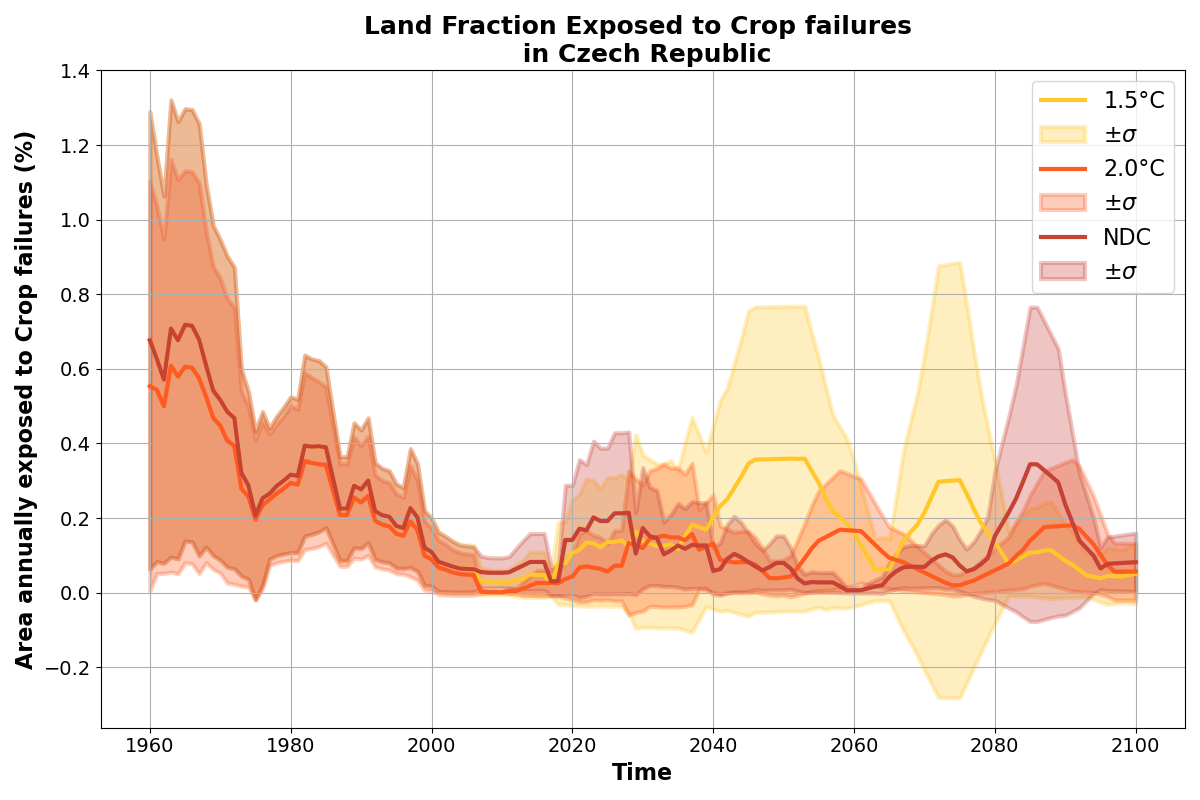 Land Fraction Exposed to Crop failures
in Czech Republic
Area annually exposed to Crop failures (%)
1.4
1.2
1.0
0.8
0.6
0.4
0.2
0.0
−0.2
1960
1980
2000
2020
2040
2060
2080
2100
Time
1.5°C
±σ
2.0°C
±σ
NDC
±σ